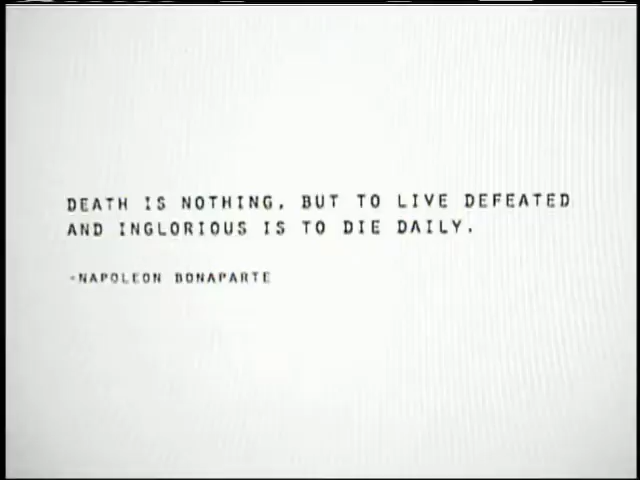 DEATH IS NOTHING, BUT TO LIVE DEFEATED
AND INGLORIOUS IS TO DIE DAILY.
-NAPOLEON BONAPARTE